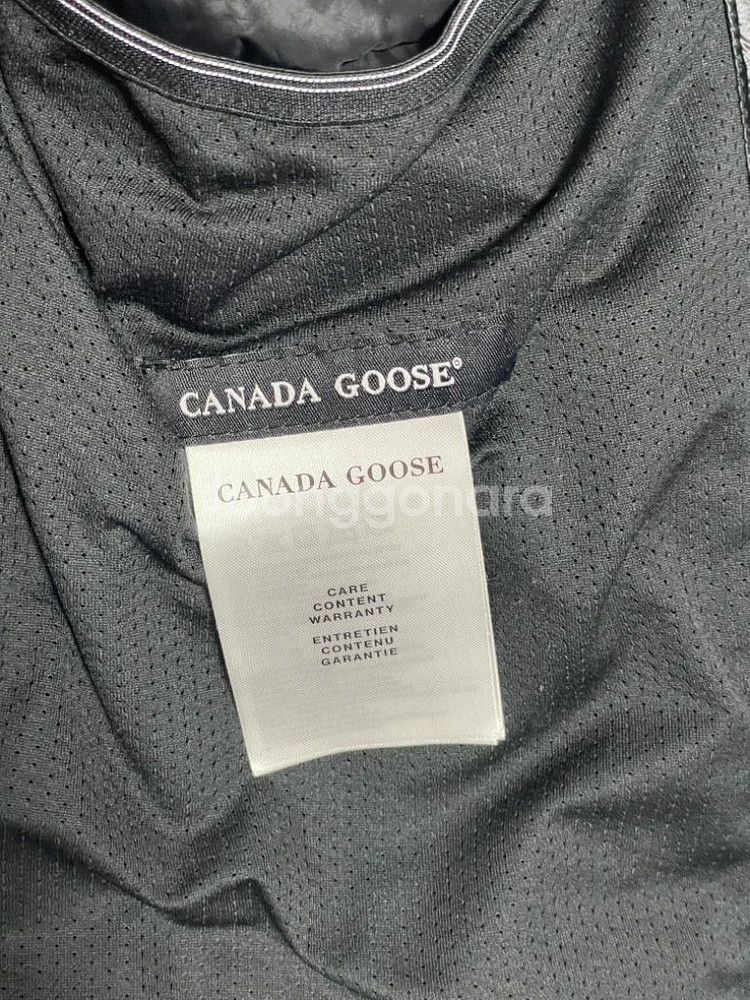 CANADA GOOSE®
CANADA GOOSE
CARE
CONTENT
WARRANTY
ENTRETIEN
CONTENU
GARANTIE